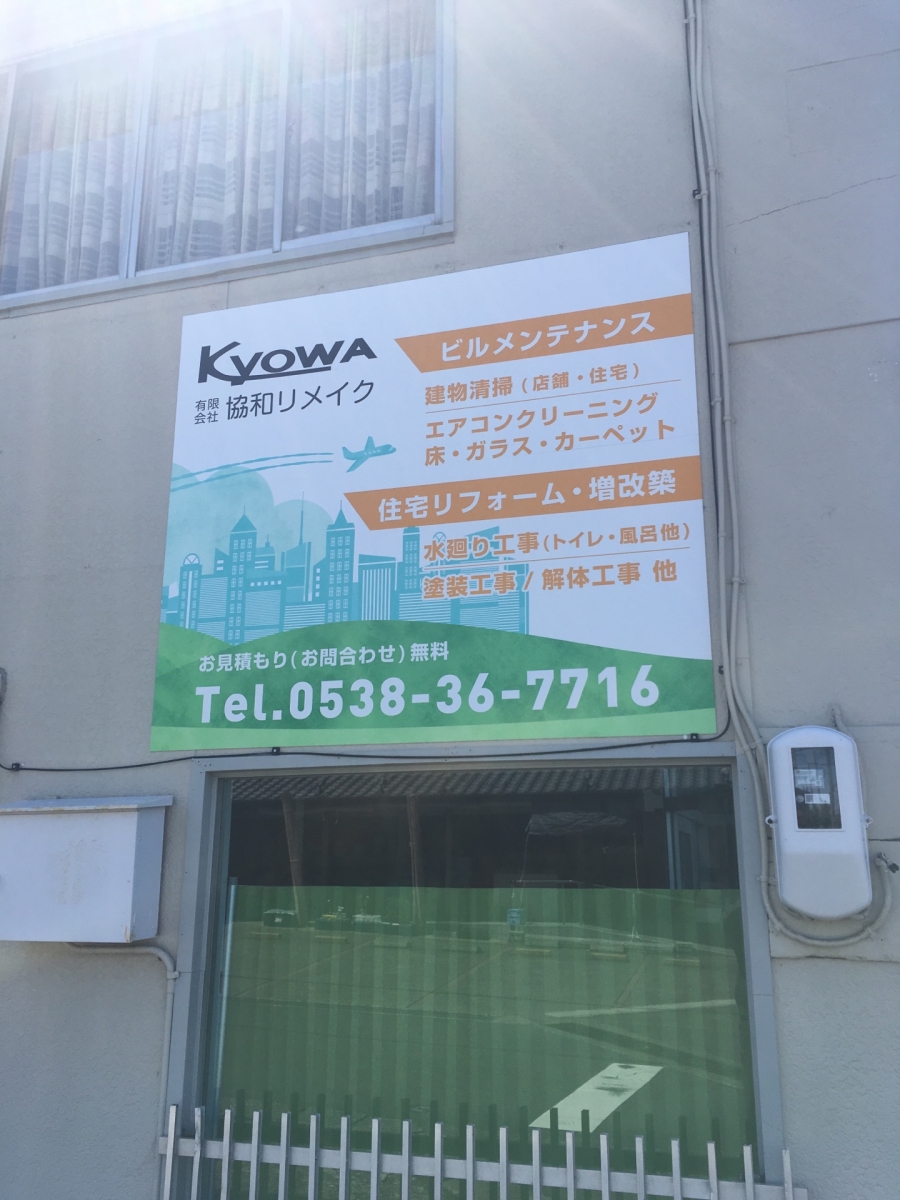 KYOWA
有限会社 協和リメイク
ビルメンテナンス
建物清掃（店舗・住宅）
エアコンクリーニング
床・ガラス・カーペット
住宅リフォーム・増改築
水廻り工事（トイレ・風呂他）
塗装工事 / 解体工事 他
お見積もり（お問合わせ）無料
Tel.0538-36-7716